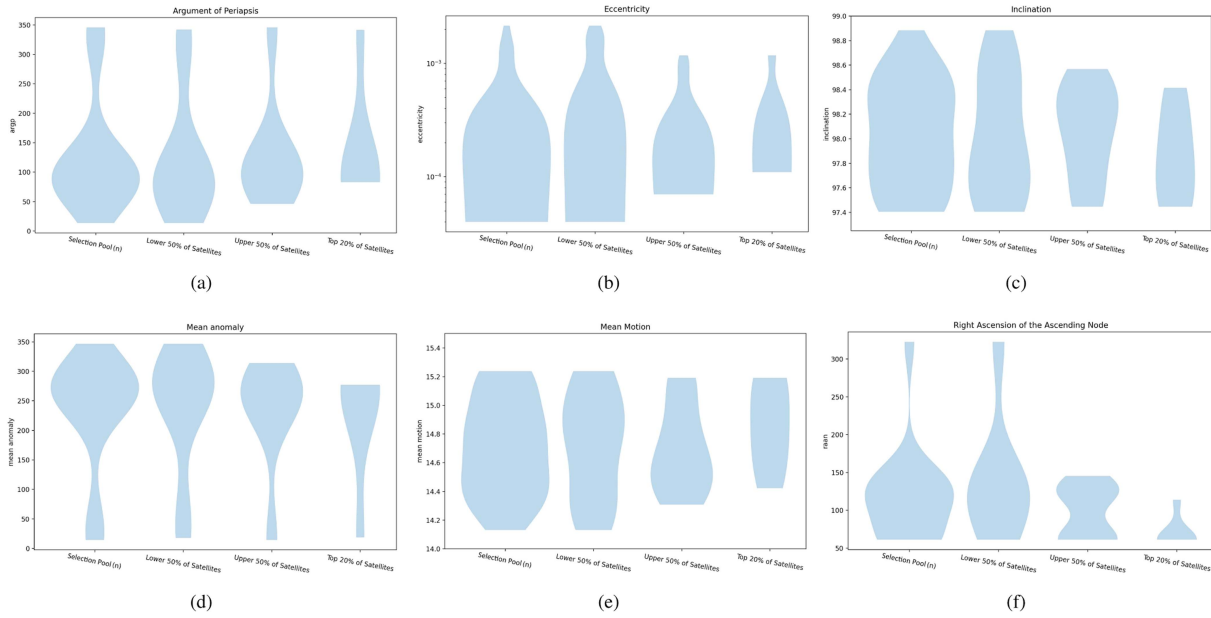 Argument of Periapsis
350
300
250
200
150
100
50
0
argp
Selection Pool (n) Lower 50% of Satellites Upper 50% of Satellites Top 20% of Satellites
(a)
Eccentricity
10⁻³
10⁻⁴
eccentricity
Selection Pool (n) Lower 50% of Satellites Upper 50% of Satellites Top 20% of Satellites
(b)
Inclination
99.0
98.8
98.6
98.4
98.2
98.0
97.8
97.6
97.4
inclination
Selection Pool (n) Lower 50% of Satellites Upper 50% of Satellites Top 20% of Satellites
(c)
Mean anomaly
350
300
250
200
150
100
50
0
mean anomaly
Selection Pool (n) Lower 50% of Satellites Upper 50% of Satellites Top 20% of Satellites
(d)
Mean Motion
15.4
15.2
15.0
14.8
14.6
14.4
14.2
14.0
mean motion
Selection Pool (n) Lower 50% of Satellites Upper 50% of Satellites Top 20% of Satellites
(e)
Right Ascension of the Ascending Node
300
250
200
150
100
50
raan
Selection Pool (n) Lower 50% of Satellites Upper 50% of Satellites Top 20% of Satellites
(f)